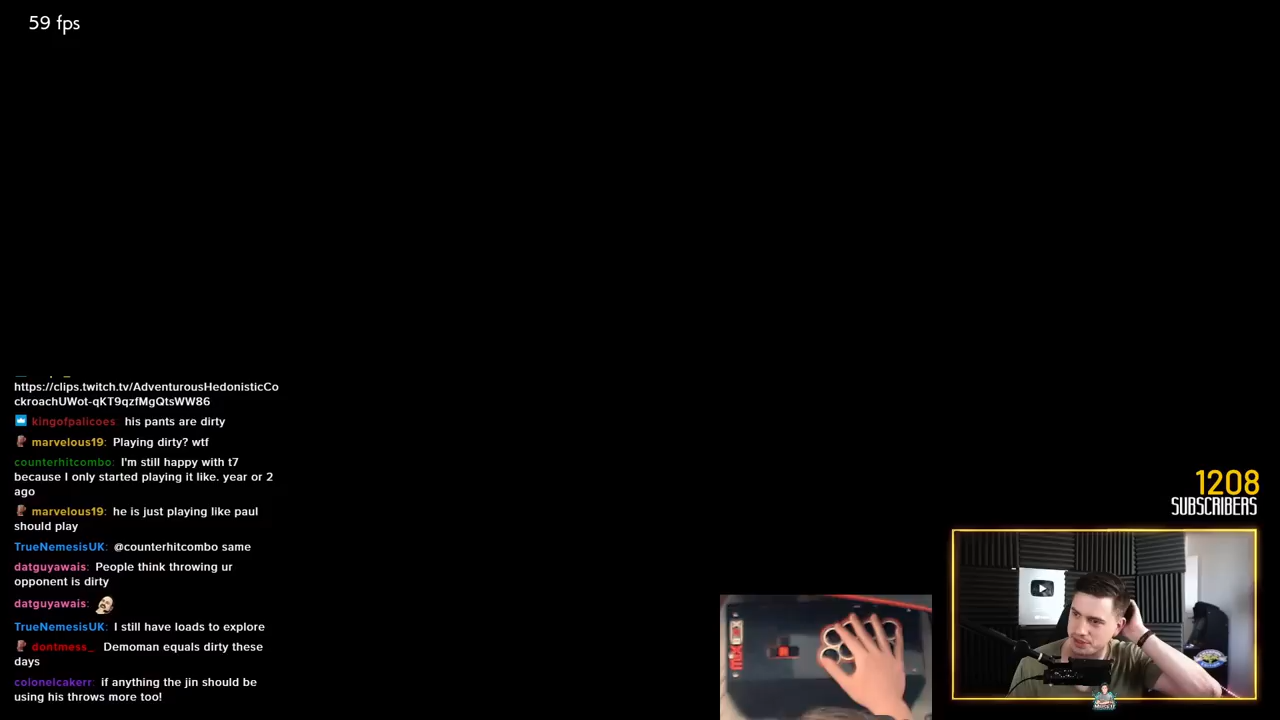 59 fps
https://clips.twitch.tv/AdventurousHedonisticCo
ckroachUWot-qKT9qzfMgQtsWW86
kingofpalicoes his pants are dirty
marvelous19: Playing dirty? wtf
counterhitcombo: I'm still happy with t7
because I only started playing it like. year or 2
ago
marvelous19: he is just playing like paul
should play
TrueNemesisUK: @counterhitcombo same
datguyawais: People think throwing ur
opponent is dirty
datguyawais:
TrueNemesisUK: I still have loads to explore
dontmess_ Demoman equals dirty these
days
colonelcakerr: if anything the jin should be
using his throws more too!
1208
SUBSCRIBERS